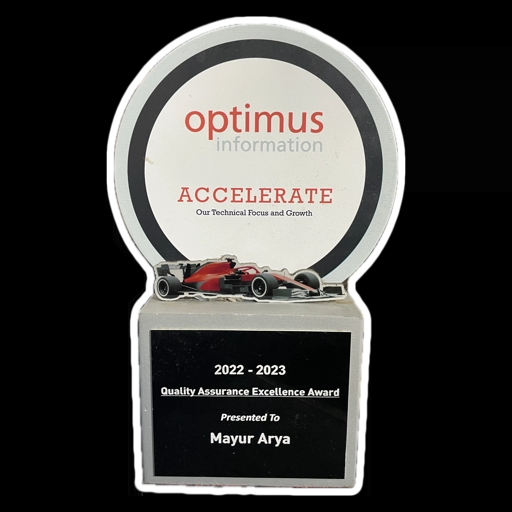 optimus
information
ACCELERATE
Our Technical Focus and Growth
2022 - 2023
Quality Assurance Excellence Award
Presented To
Mayur Arya